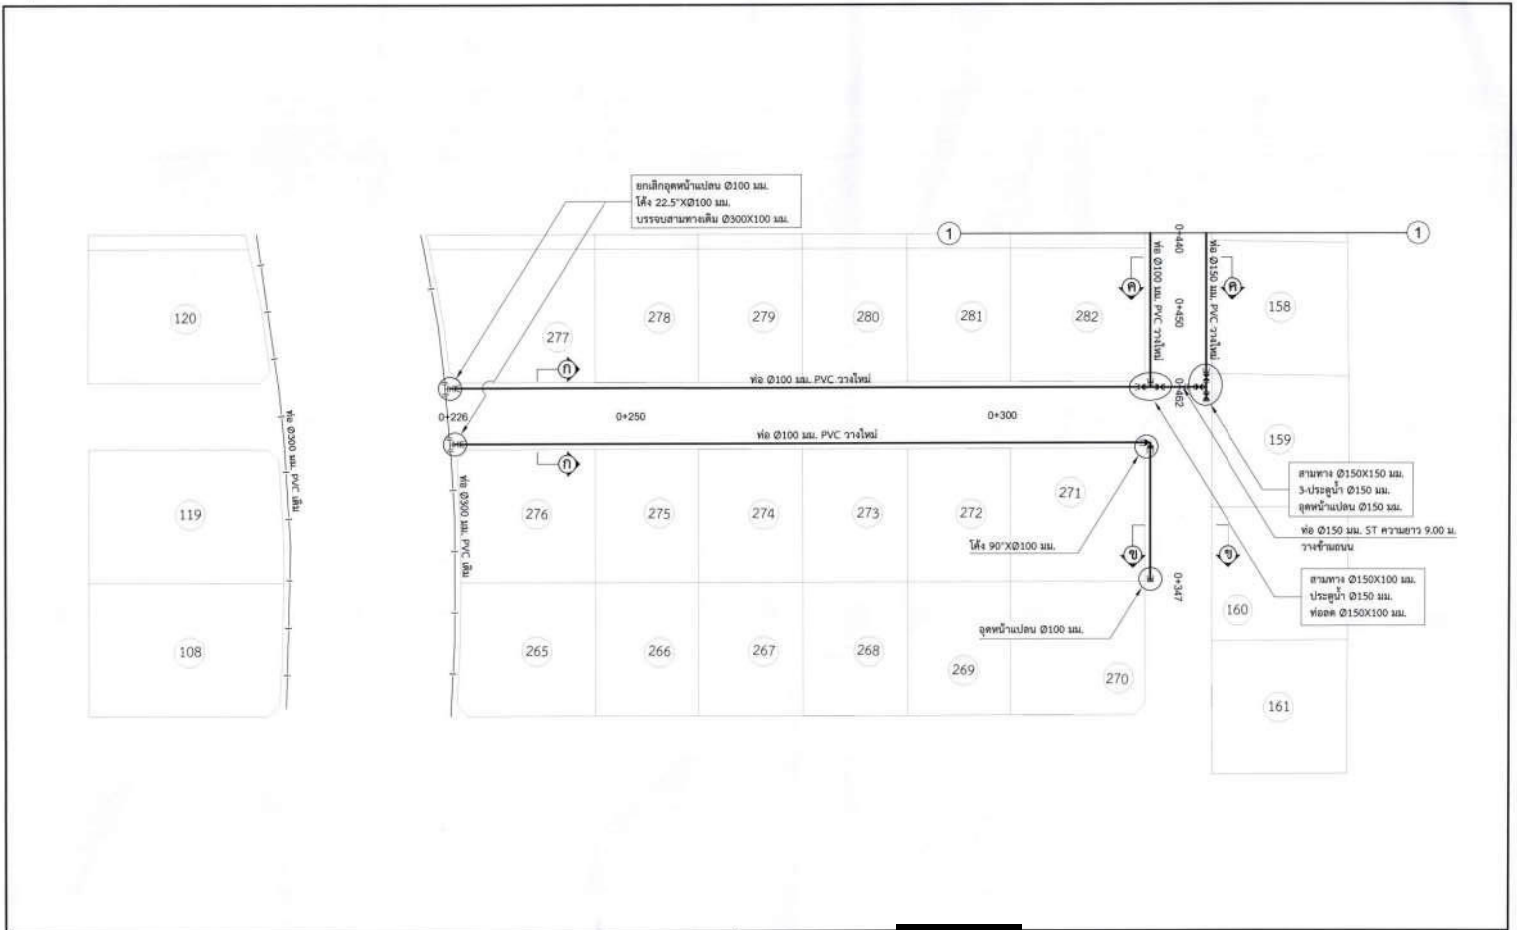 ยกเลิกอุดหน้าแปลน Ø100 มม.
โค้ง 22.5°XØ100 มม.
บรรจบสามทางเดิม Ø300X100 มม.
1
1
0+440
ท่อ Ø100 มม. PVC วางใหม่
ท่อ Ø150 มม. PVC วางใหม่
ค
ค
0+450
120
277
278
279
280
281
282
158
ก
ท่อ Ø100 มม. PVC วางใหม่
0+462
0+226
0+250
0+300
ท่อ Ø100 มม. PVC วางใหม่
159
ก
ท่อ Ø300 มม. PVC เดิม
ท่อ Ø300 มม. PVC เดิม
สามทาง Ø150X150 มม.
3-ประตูน้ำ Ø150 มม.
อุดหน้าแปลน Ø150 มม.
119
276
275
274
273
272
271
ท่อ Ø150 มม. ST ความยาว 9.00 ม.
วางข้ามถนน
โค้ง 90°XØ100 มม.
ข
ข
0+347
สามทาง Ø150X100 มม.
ประตูน้ำ Ø150 มม.
ท่อลด Ø150X100 มม.
160
อุดหน้าแปลน Ø100 มม.
108
265
266
267
268
269
270
161